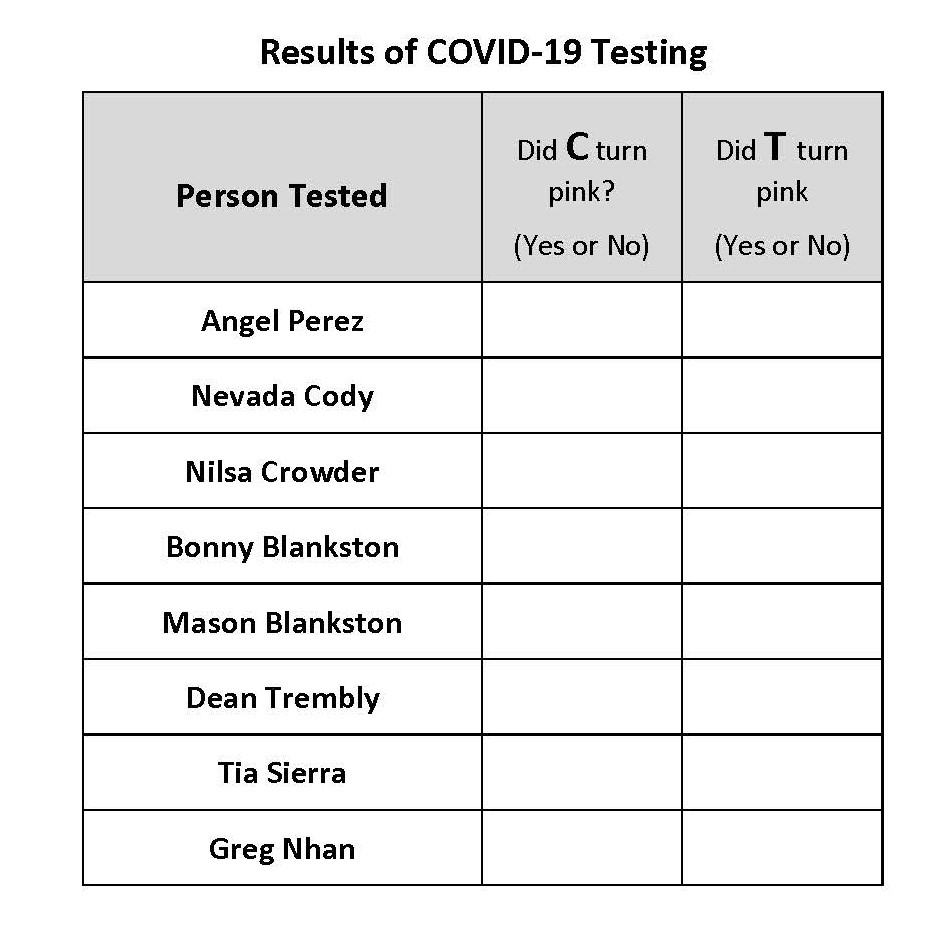 Results of COVID-19 Testing
Person Tested
Did C turn
pink?
(Yes or No)
Did T turn
pink
(Yes or No)
Angel Perez
Nevada Cody
Nilsa Crowder
Bonny Blankston
Mason Blankston
Dean Trembly
Tia Sierra
Greg Nhan